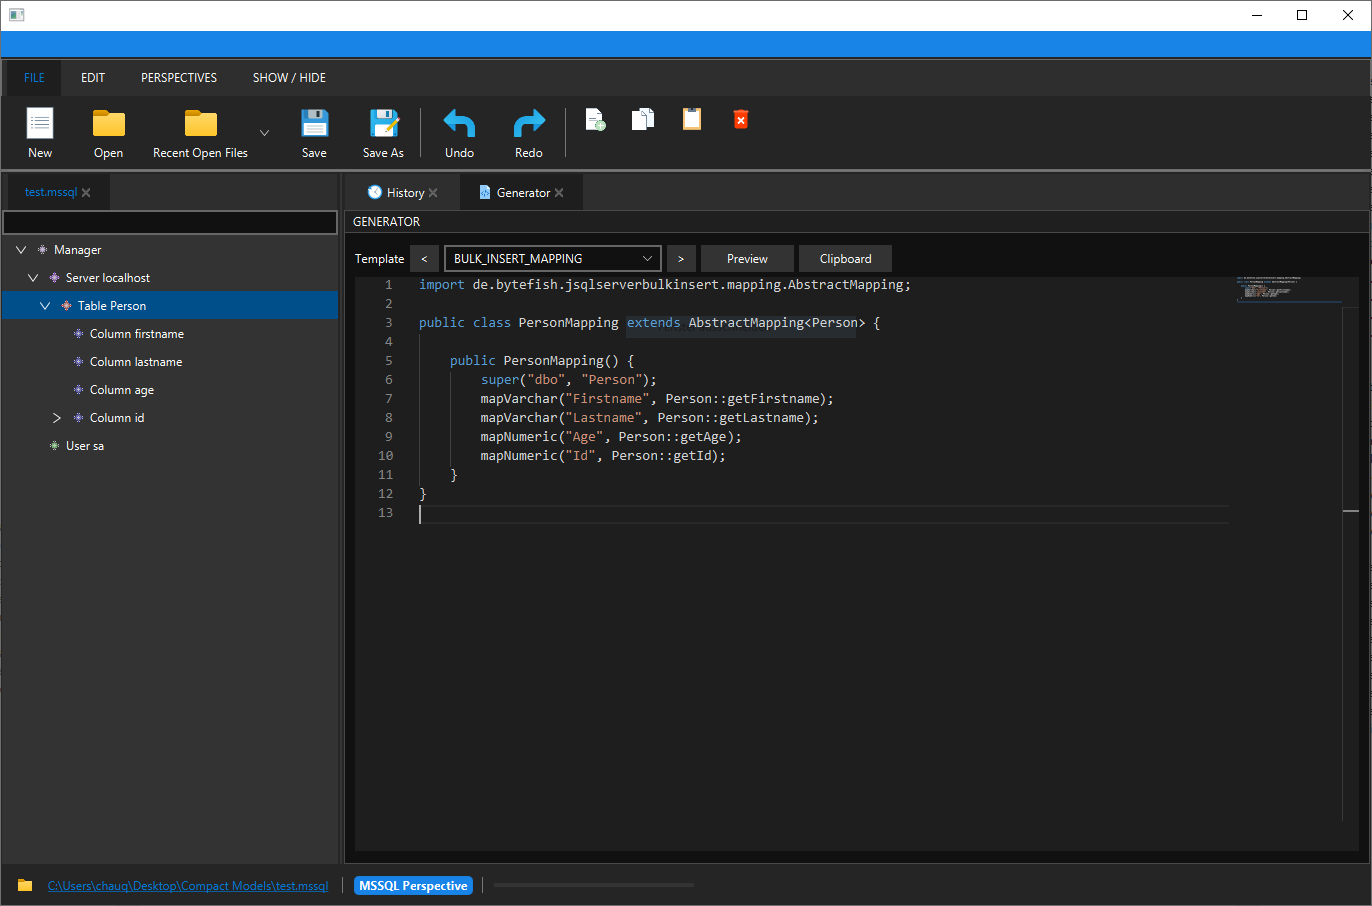 FILE EDIT PERSPECTIVES SHOW / HIDE
New Open Recent Open Files Save Save As Undo Redo
test.mssql
Manager
Server localhost
Table Person
Column firstname
Column lastname
Column age
Column id
User sa
History Generator
GENERATOR
Template < BULK_INSERT_MAPPING > Preview Clipboard
1 import de.bytefish.jsqlserverbulkinsert.mapping.AbstractMapping;
2
3 public class PersonMapping extends AbstractMapping<Person> {
4
5 public PersonMapping() {
6 super("dbo", "Person");
7 mapVarchar("Firstname", Person::getFirstname);
8 mapVarchar("Lastname", Person::getLastname);
9 mapNumeric("Age", Person::getAge);
10 mapNumeric("Id", Person::getId);
11 }
12 }
13
C:\Users\chauq\Desktop\Compact Models\test.mssql MSSQL Perspective